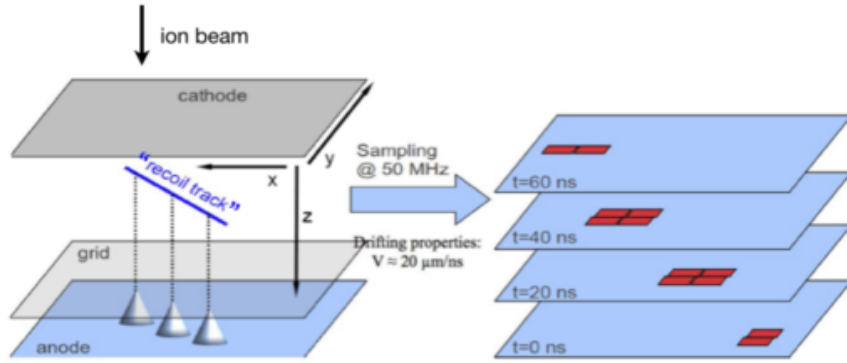 ion beam
cathode
"recoil track"
x
y
z
grid
anode
Sampling
@ 50 MHz
Drifting properties:
V ≈ 20 µm/ns
t=60 ns
t=40 ns
t=20 ns
t=0 ns